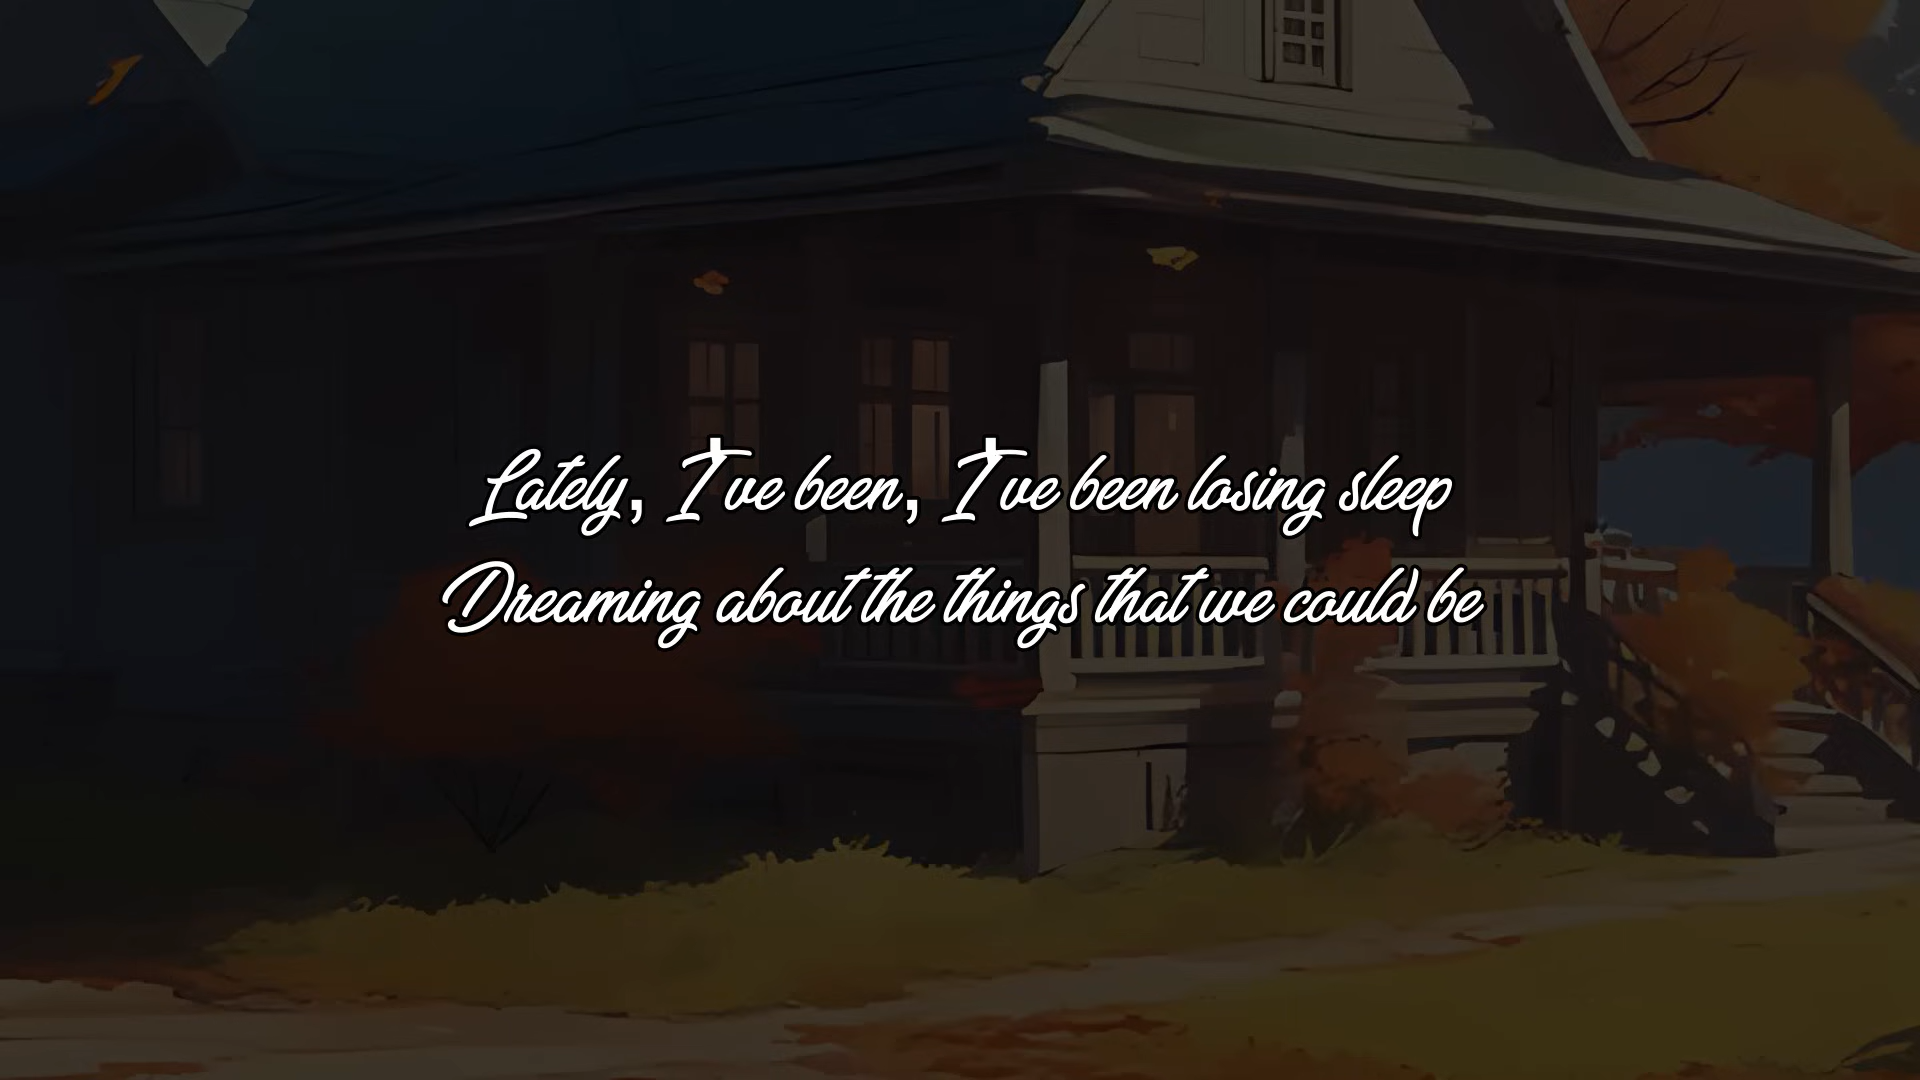 Lately, I've been, I've been losing sleep
Dreaming about the things that we could be